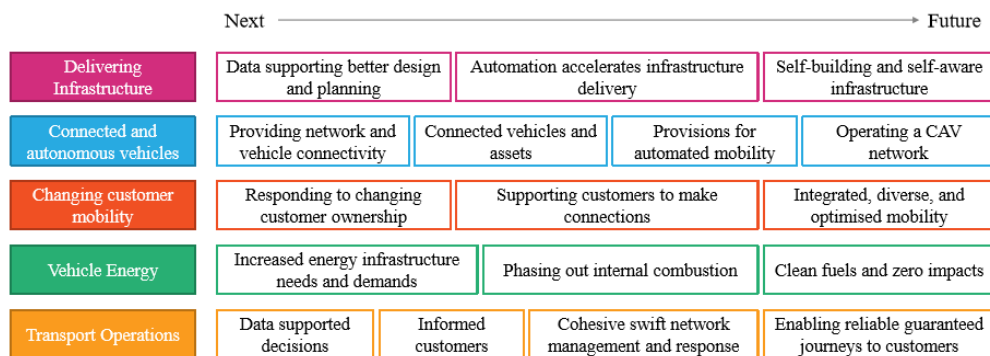 Next Future
Delivering
Infrastructure
Data supporting better design
and planning
Automation accelerates infrastructure
delivery
Self-building and self-aware
infrastructure
Connected and
autonomous vehicles
Providing network and
vehicle connectivity
Connected vehicles and
assets
Provisions for
automated mobility
Operating a CAV
network
Changing customer
mobility
Responding to changing
customer ownership
Supporting customers to make
connections
Integrated, diverse, and
optimised mobility
Vehicle Energy
Increased energy infrastructure
needs and demands
Phasing out internal combustion
Clean fuels and zero impacts
Transport Operations
Data supported
decisions
Informed
customers
Cohesive swift network
management and response
Enabling reliable guaranteed
journeys to customers